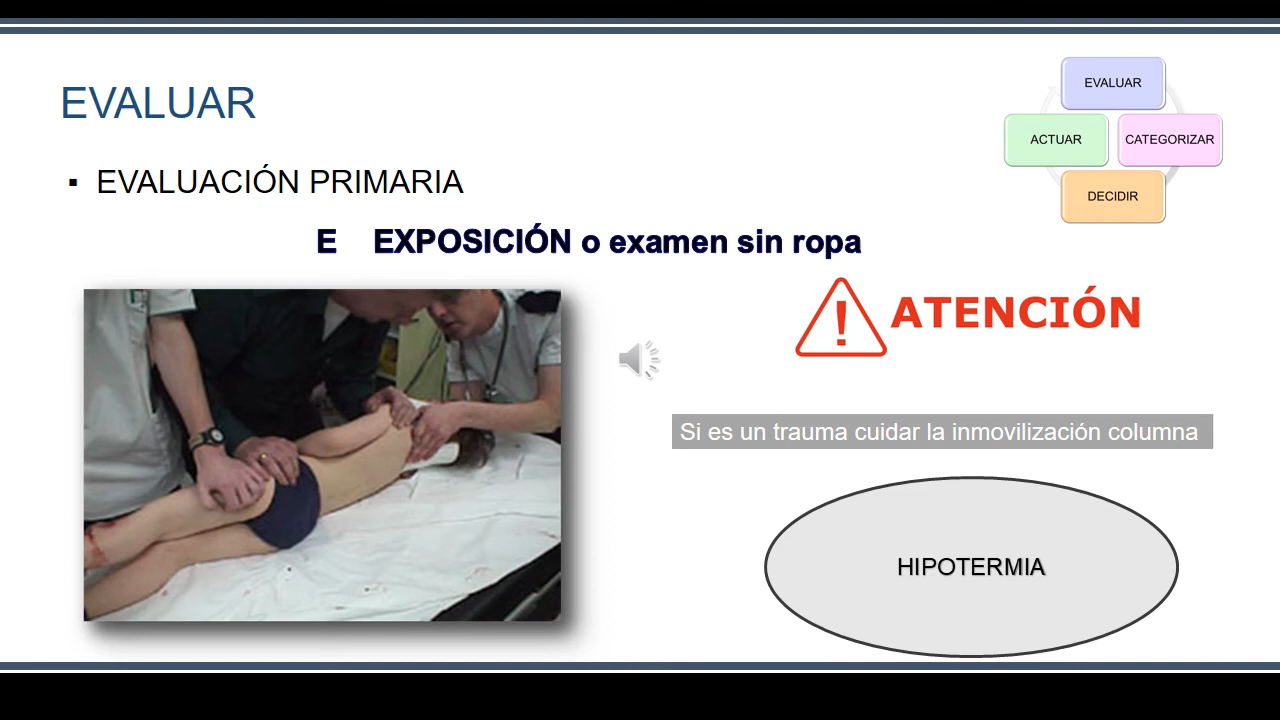 EVALUAR
EVALUAR
ACTUAR
CATEGORIZAR
DECIDIR
▪ EVALUACIÓN PRIMARIA
E EXPOSICIÓN o examen sin ropa
! ATENCIÓN
Si es un trauma cuidar la inmovilización columna
HIPOTERMIA